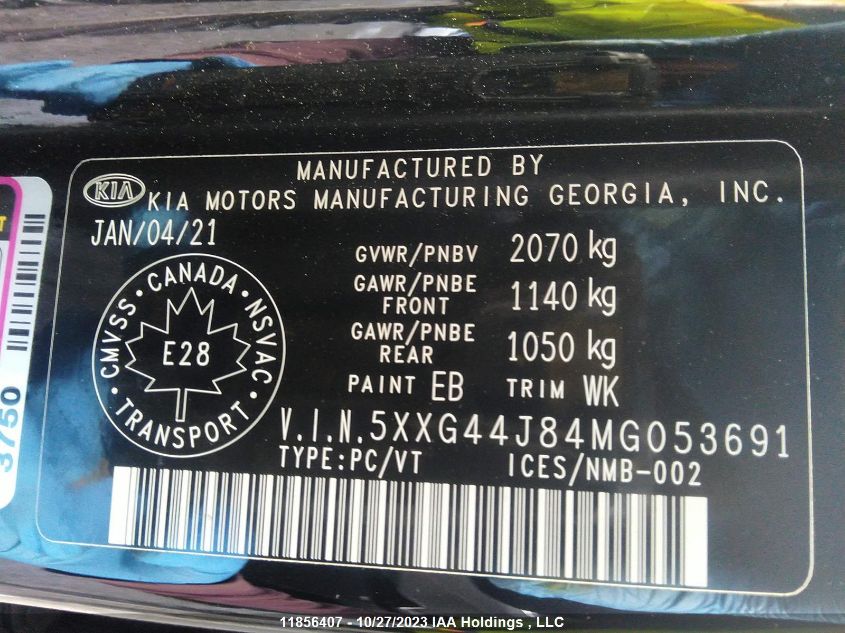 MANUFACTURED BY
KIA KIA MOTORS MANUFACTURING GEORGIA, INC.
JAN/04/21
GVWR/PNBV 2070 kg
GAWR/PNBE FRONT 1140 kg
GAWR/PNBE REAR 1050 kg
PAINT EB TRIM WK
CANADA • NSVAC • TRANSPORT • CMVSS •
E28
V.I.N.5XXG44J84MG053691
TYPE:PC/VT ICES/NMB-002
3750
11856407 - 10/27/2023 IAA Holdings , LLC